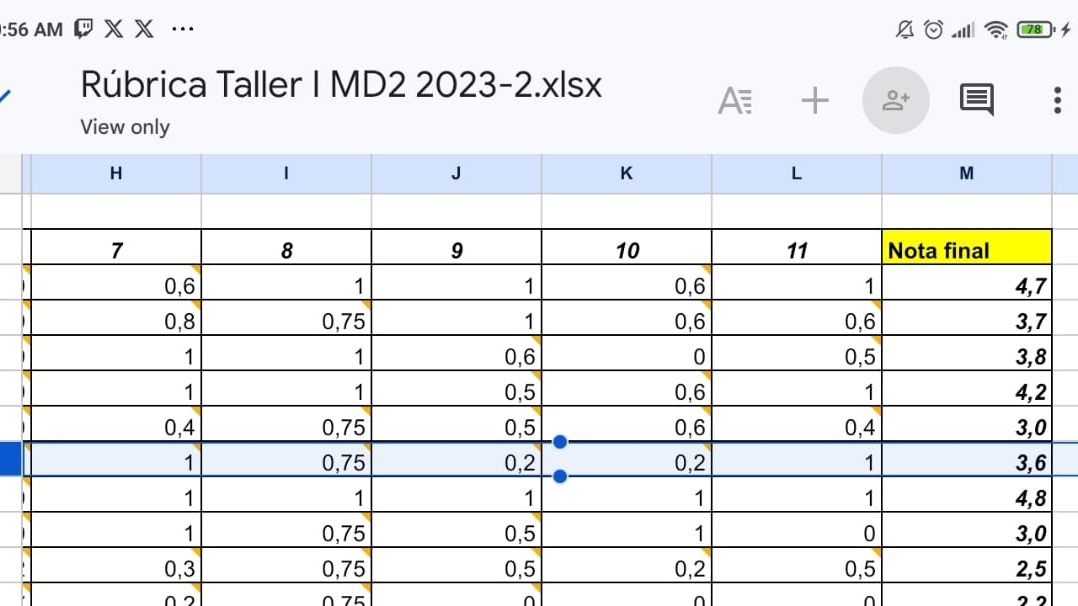 :56 AM
78
Rúbrica Taller I MD2 2023-2.xlsx
View only
H I J K L M
7 8 9 10 11 Nota final
0,6 1 1 0,6 1 4,7
0,8 0,75 1 0,6 0,6 3,7
1 1 0,6 0 0,5 3,8
1 1 0,5 0,6 1 4,2
0,4 0,75 0,5 0,6 0,4 3,0
1 0,75 0,2 0,2 1 3,6
1 1 1 1 1 4,8
1 0,75 0,5 1 0 3,0
0,3 0,75 0,5 0,2 0,5 2,5
0,2 0,75 0 0 0 2,2